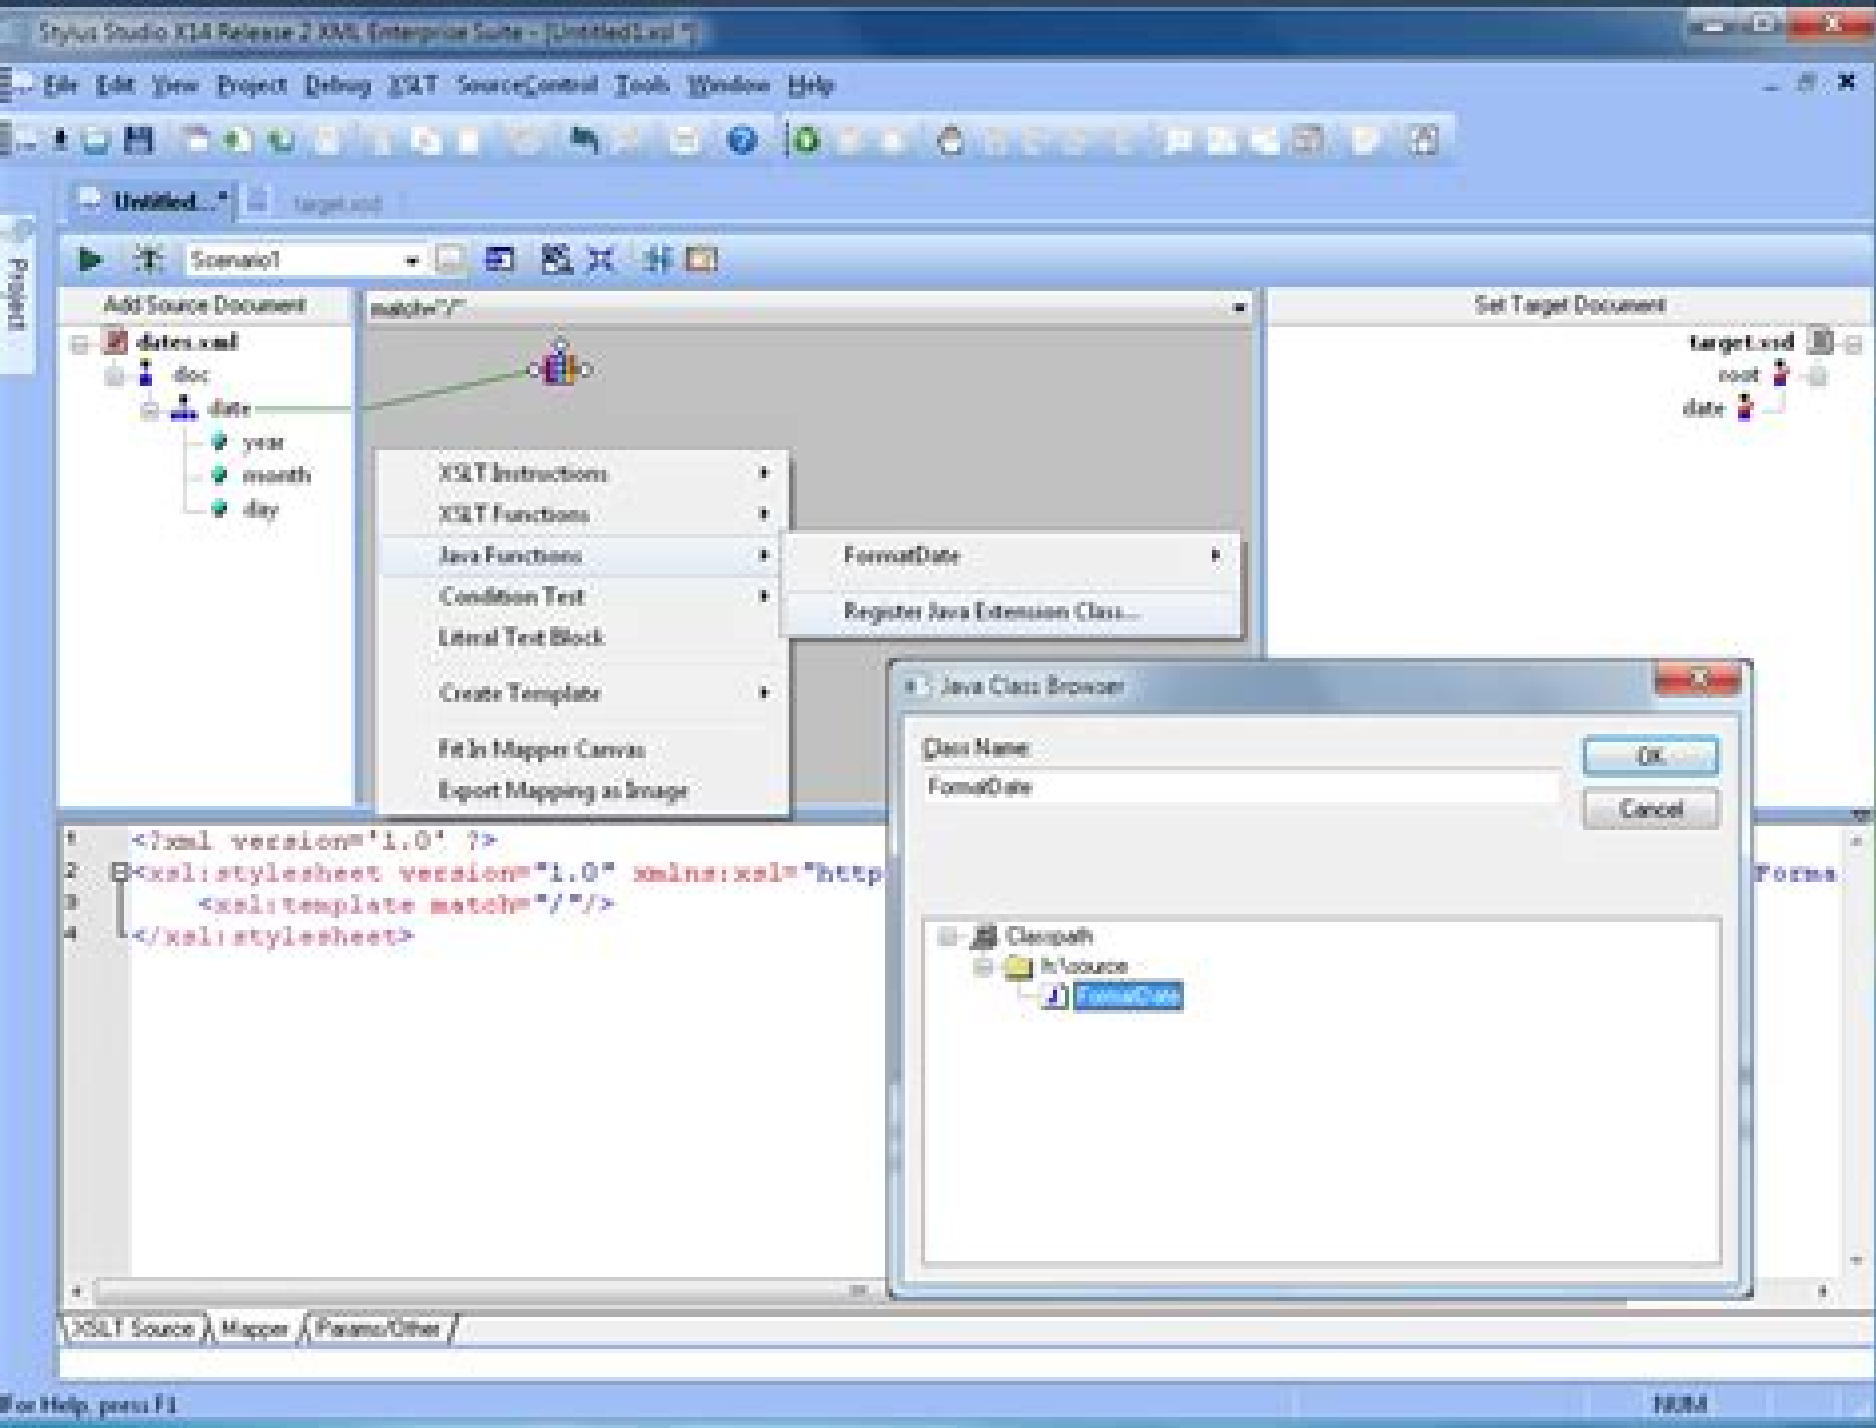 Stylus Studio X14 Release 2 XML Enterprise Suite - [Untitled1.xsl *]
File Edit View Project Debug XSLT SourceControl Tools Window Help
Untitled...* target.xsd
Project
Scenario1
Add Source Document
match="/"
Set Target Document
dates.xml
doc
date
year
month
day
target.xsd
root
date
XSLT Instructions
XSLT Functions
Java Functions
Condition Test
Literal Text Block
Create Template
Fit In Mapper Canvas
Export Mapping as Image
FormatDate
Register Java Extension Class...
Java Class Browser
Class Name:
FormatDate
OK
Cancel
Classpath
h:\source
FormatDate
1 <?xml version='1.0' ?>
2 <xsl:stylesheet version="1.0" xmlns:xsl="http Forma
3 <xsl:template match="/"/>
4 </xsl:stylesheet>
XSLT Source Mapper Params/Other
For Help, press F1
NUM